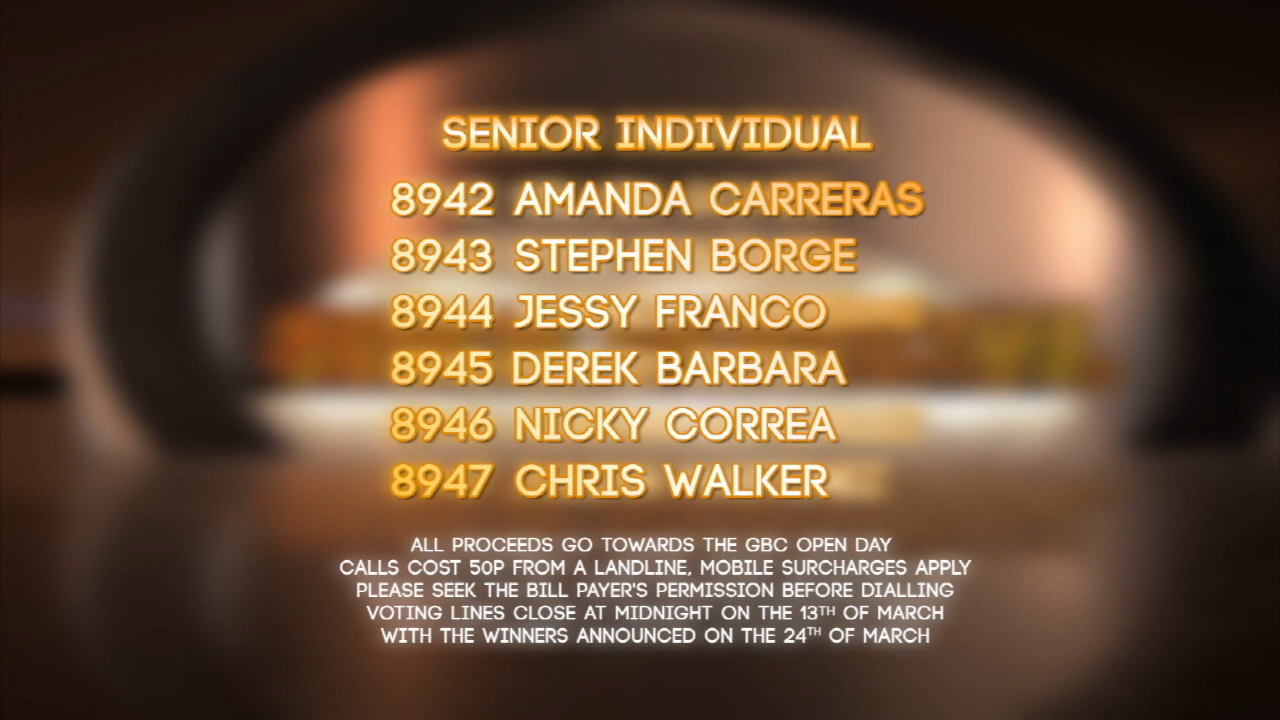 SENIOR INDIVIDUAL
8942 AMANDA CARRERAS
8943 STEPHEN BORGE
8944 JESSY FRANCO
8945 DEREK BARBARA
8946 NICKY CORREA
8947 CHRIS WALKER
ALL PROCEEDS GO TOWARDS THE GBC OPEN DAY
CALLS COST 50P FROM A LANDLINE, MOBILE SURCHARGES APPLY
PLEASE SEEK THE BILL PAYER'S PERMISSION BEFORE DIALLING
VOTING LINES CLOSE AT MIDNIGHT ON THE 13TH OF MARCH
WITH THE WINNERS ANNOUNCED ON THE 24TH OF MARCH